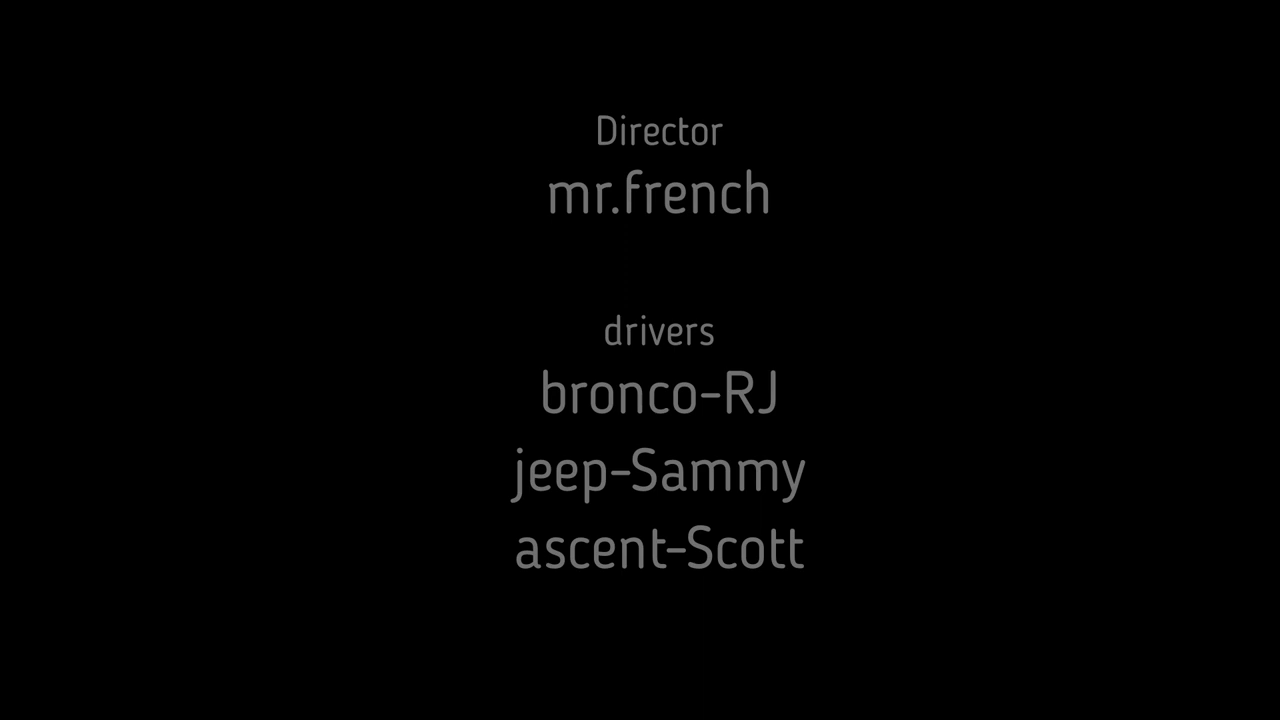 Director
mr.french
drivers
bronco-RJ
jeep-Sammy
ascent-Scott